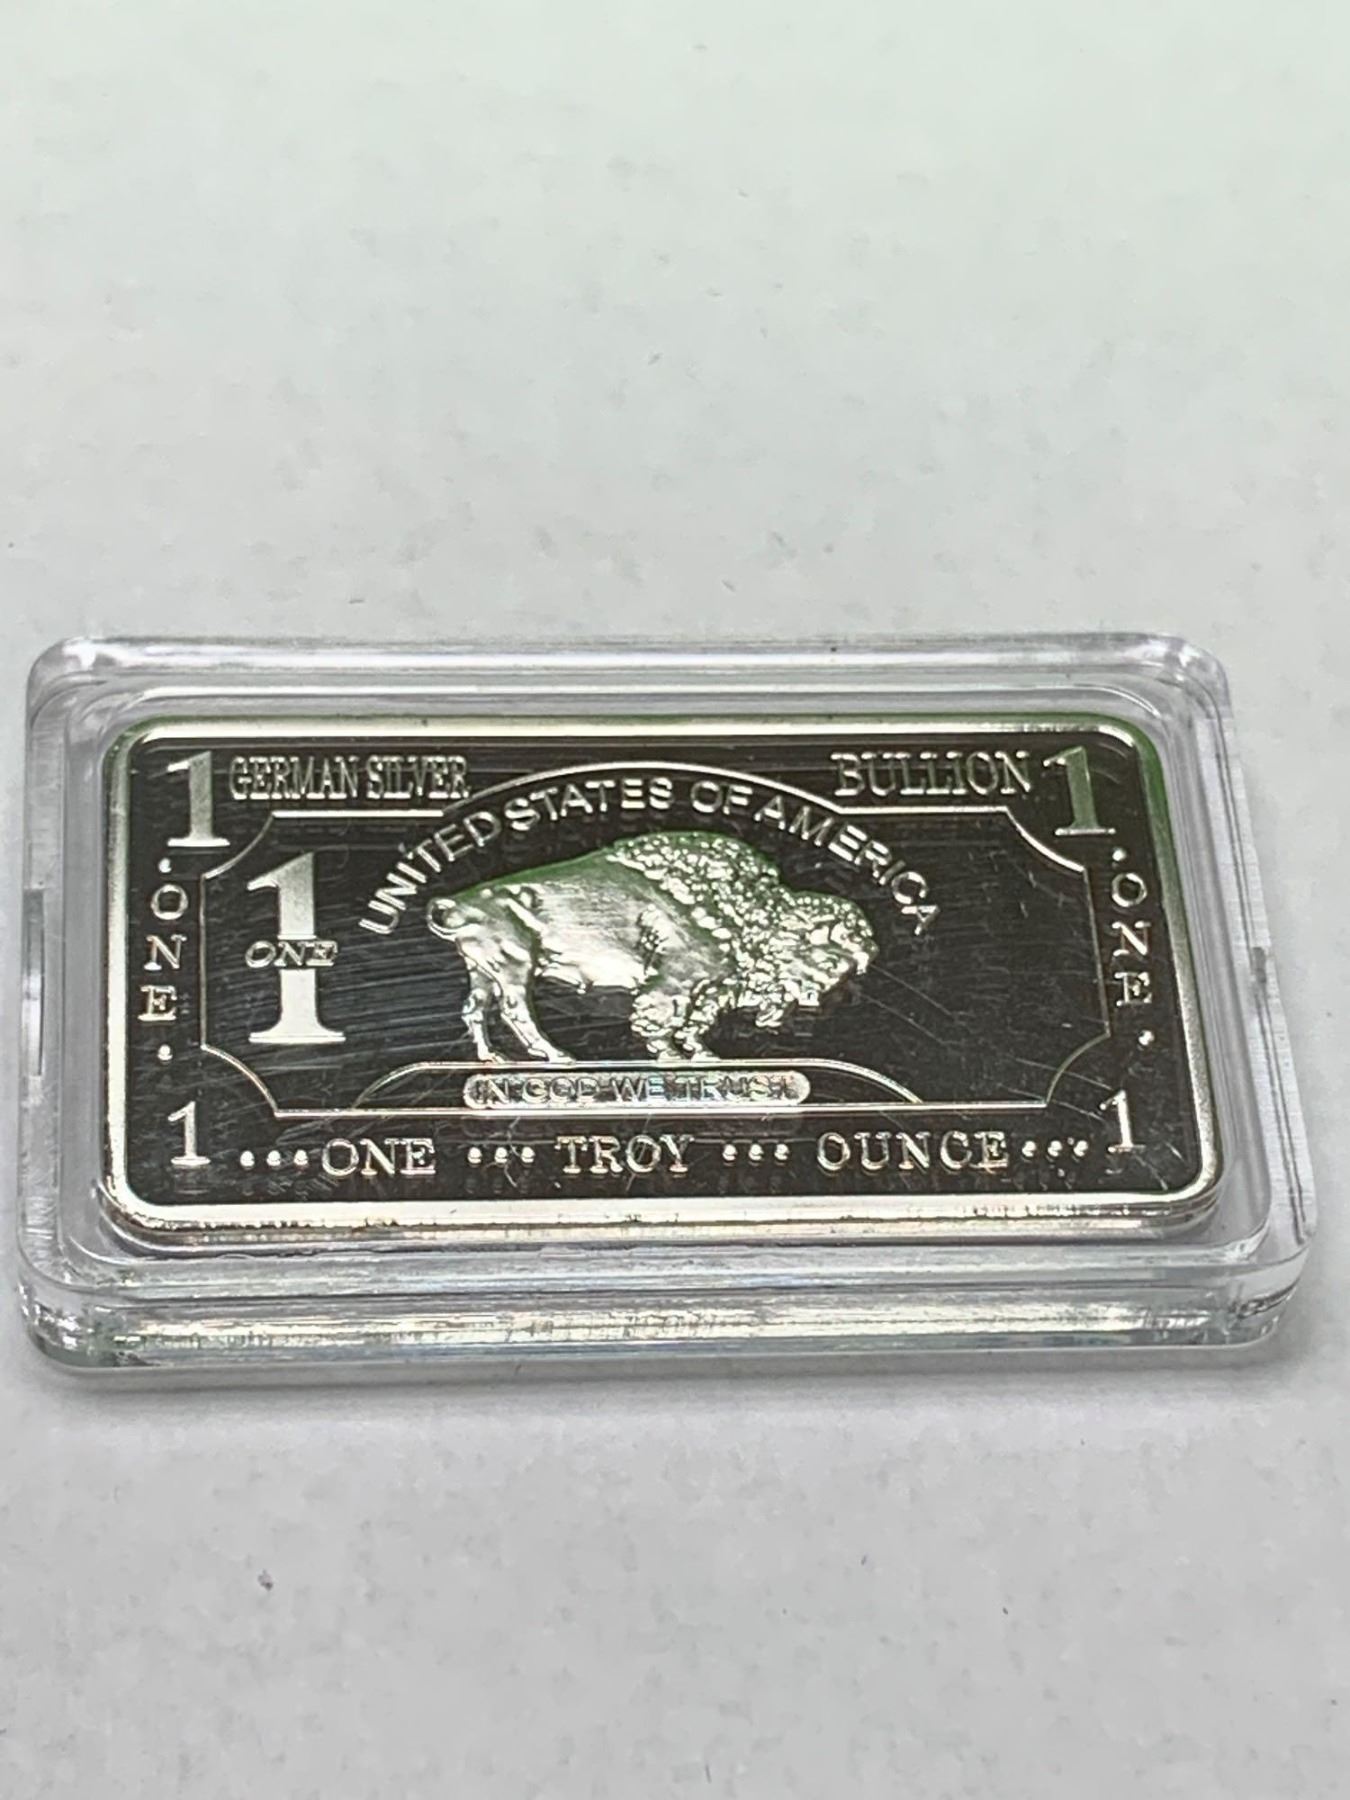 1 GERMAN SILVER BULLION 1
UNITED STATES OF AMERICA
.ONE.
1
ONE
.ONE.
IN GOD WE TRUST
1 ...ONE ... TROY ... OUNCE... 1